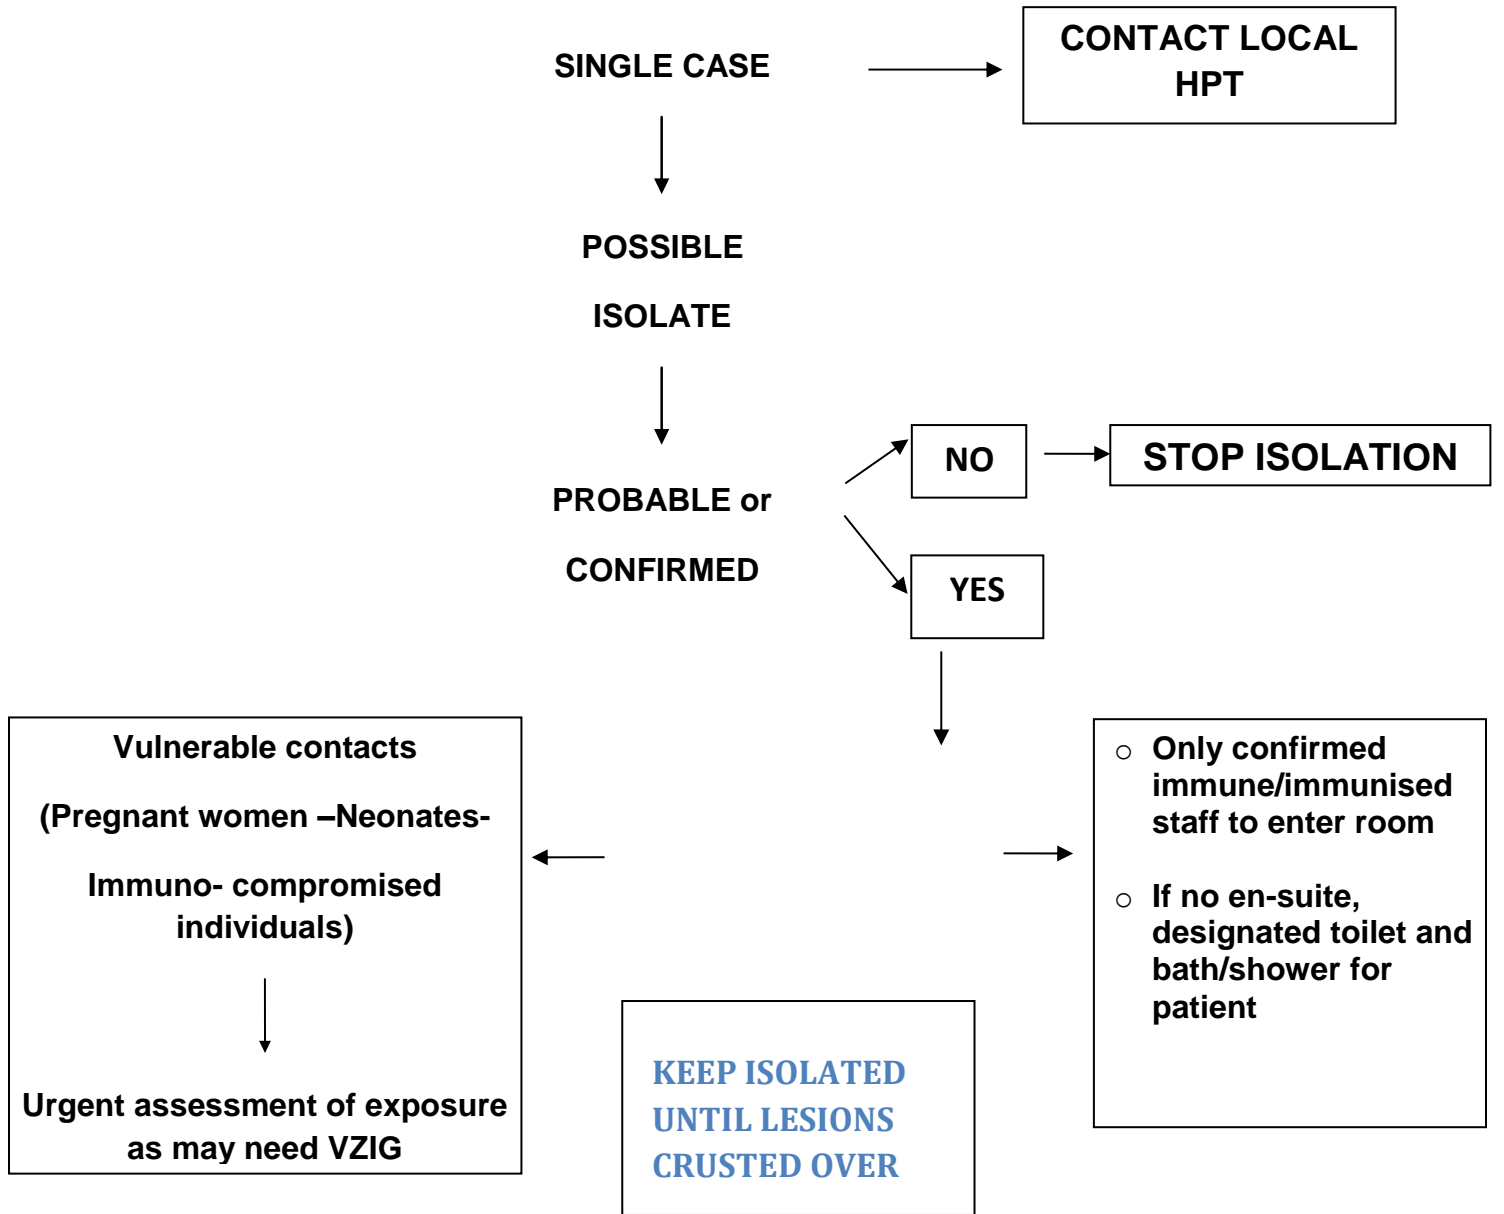 SINGLE CASE
CONTACT LOCAL
HPT
POSSIBLE
ISOLATE
PROBABLE or
CONFIRMED
NO
STOP ISOLATION
YES
Vulnerable contacts
(Pregnant women –Neonates-
Immuno- compromised
individuals)
Urgent assessment of exposure
as may need VZIG
KEEP ISOLATED
UNTIL LESIONS
CRUSTED OVER
○ Only confirmed
immune/immunised
staff to enter room
○ If no en-suite,
designated toilet and
bath/shower for
patient